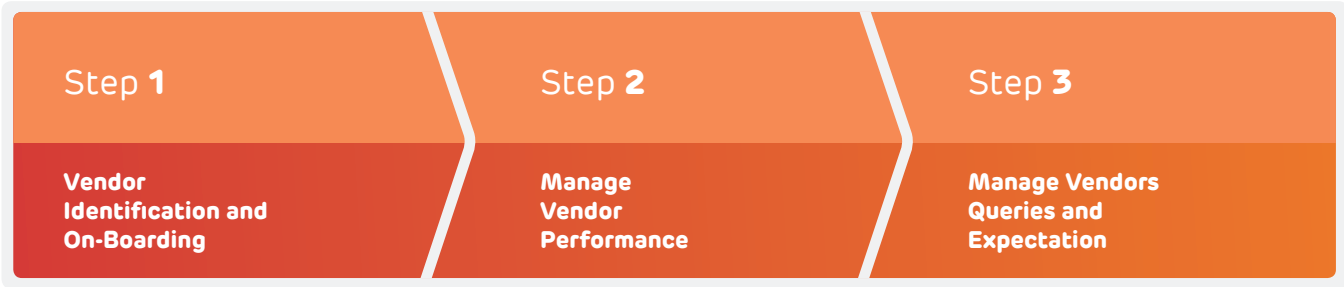 Step 1
Vendor
Identification and
On-Boarding
Step 2
Manage
Vendor
Performance
Step 3
Manage Vendors
Queries and
Expectation